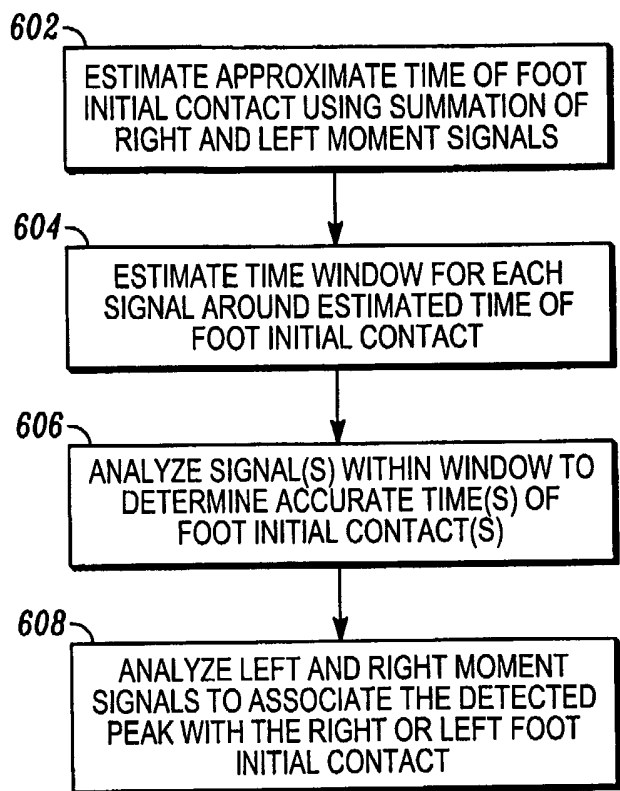 602
ESTIMATE APPROXIMATE TIME OF FOOT
INITIAL CONTACT USING SUMMATION OF
RIGHT AND LEFT MOMENT SIGNALS
604
ESTIMATE TIME WINDOW FOR EACH
SIGNAL AROUND ESTIMATED TIME OF
FOOT INITIAL CONTACT
606
ANALYZE SIGNAL(S) WITHIN WINDOW TO
DETERMINE ACCURATE TIME(S) OF
FOOT INITIAL CONTACT(S)
608
ANALYZE LEFT AND RIGHT MOMENT
SIGNALS TO ASSOCIATE THE DETECTED
PEAK WITH THE RIGHT OR LEFT FOOT
INITIAL CONTACT